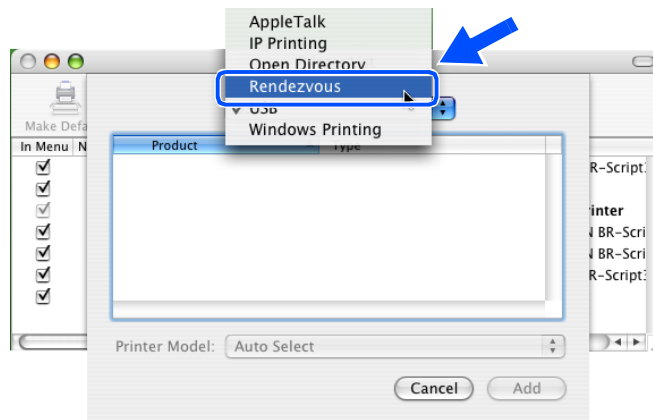 AppleTalk
IP Printing
Open Directory
Rendezvous
USB
Windows Printing
Make Defa
In Menu N
Product Type
R-Script
inter
N BR-Scri
BR-Scri
R-Script3
Printer Model: Auto Select
Cancel Add